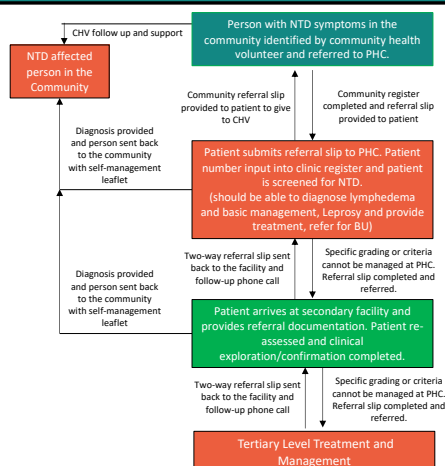 CHV follow up and support
Person with NTD symptoms in the
community identified by community health
volunteer and referred to PHC.
NTD affected
person in the
Community
Community referral slip
provided to patient to give
to CHV
Community register
completed and referral slip
provided to patient
Diagnosis provided
and person sent back
to the community
with self-management
leaflet
Patient submits referral slip to PHC. Patient
number input into clinic register and patient
is screened for NTD.
(should be able to diagnose lymphedema
and basic management, Leprosy and provide
treatment, refer for BU)
Two-way referral slip sent
back to the facility and
follow-up phone call
Specific grading or criteria
cannot be managed at PHC.
Referral slip completed and
referred.
Diagnosis provided
and person sent back
to the community
with self-management
leaflet
Patient arrives at secondary facility and
provides referral documentation. Patient re-
assessed and clinical
exploration/confirmation completed.
Two-way referral slip sent
back to the facility and
follow-up phone call
Specific grading or criteria
cannot be managed at PHC.
Referral slip completed and
referred.
Tertiary Level Treatment and
Management